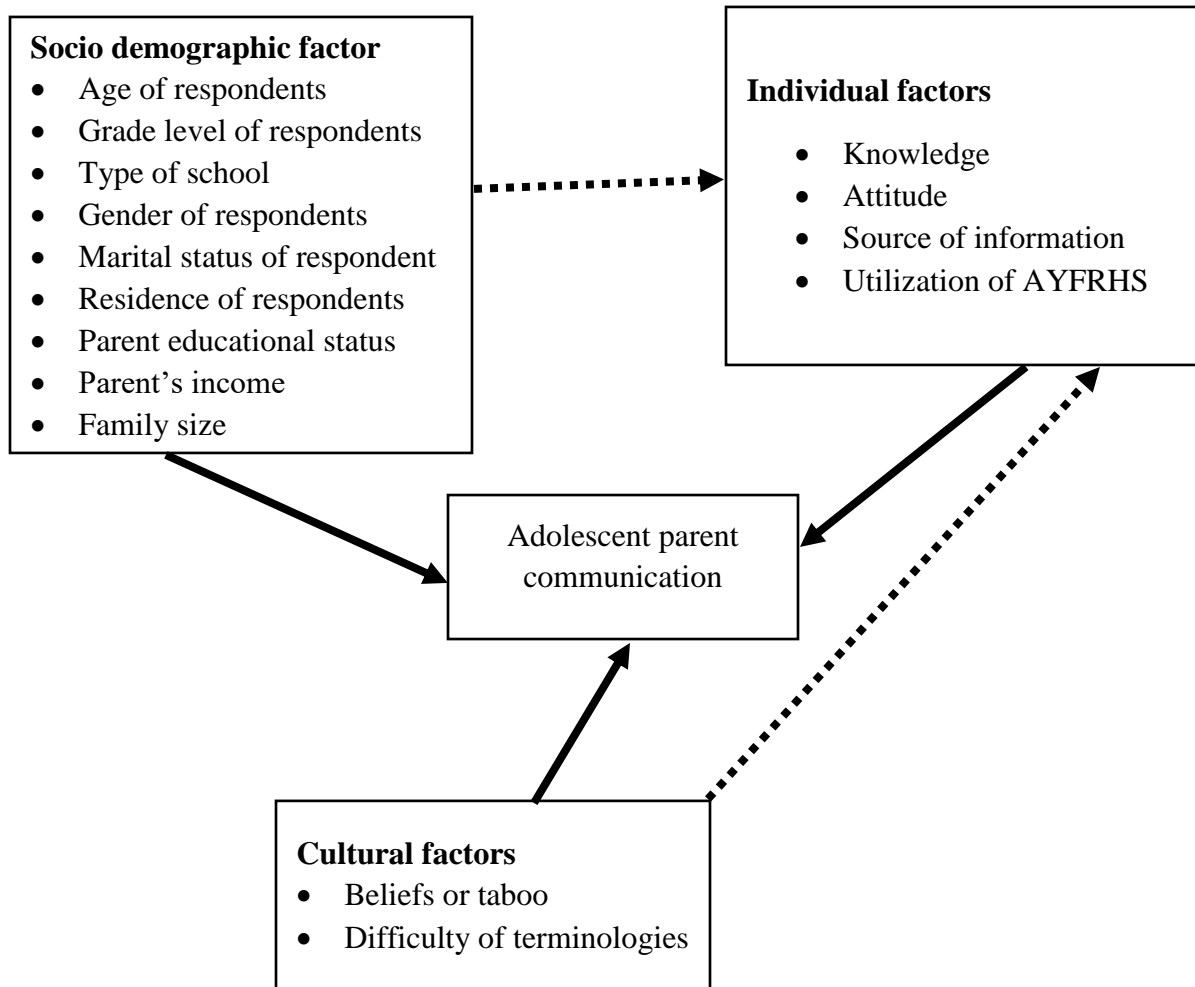 Socio demographic factor
• Age of respondents
• Grade level of respondents
• Type of school
• Gender of respondents
• Marital status of respondent
• Residence of respondents
• Parent educational status
• Parent’s income
• Family size
Individual factors
• Knowledge
• Attitude
• Source of information
• Utilization of AYFRHS
Adolescent parent
communication
Cultural factors
• Beliefs or taboo
• Difficulty of terminologies